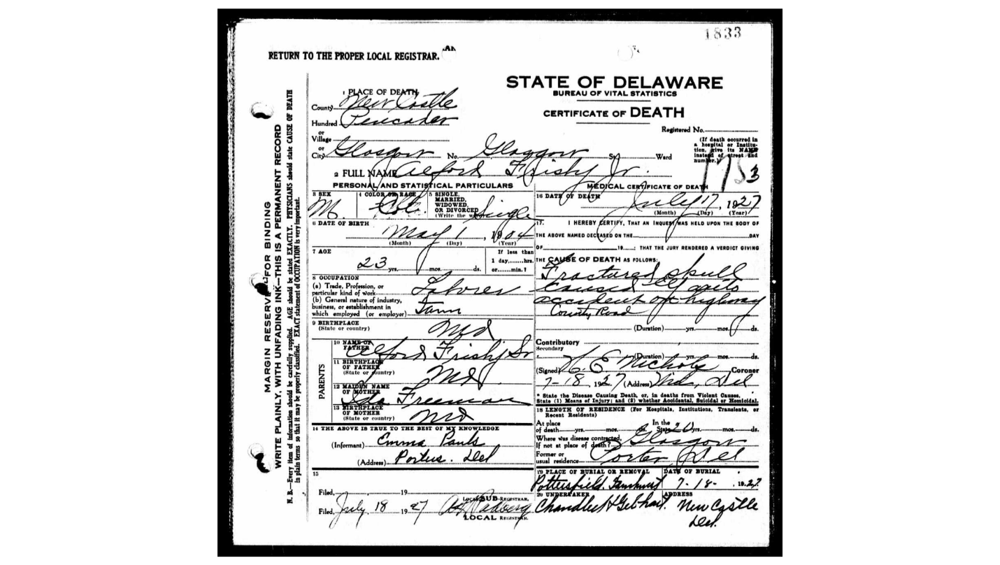 1833
RETURN TO THE PROPER LOCAL REGISTRAR.
STATE OF DELAWARE
BUREAU OF VITAL STATISTICS
CERTIFICATE OF DEATH
Registered No.
(If death occurred in a hospital or Institution, give its NAME instead of street and number.)
MARGIN RESERVED FOR BINDING
WRITE PLAINLY, WITH UNFADING INK—THIS IS A PERMANENT RECORD
N. B.—Every item of information should be carefully supplied. AGE should be stated EXACTLY. PHYSICIANS should state CAUSE OF DEATH
in plain terms so that it may be properly classified. EXACT statement of OCCUPATION is very important.
1 PLACE OF DEATH
County New Castle
Hundred Pencader
or
Village
or
City Glasgow No. Glasgow St. Ward
2 FULL NAME Alford Frisby Jr.
PERSONAL AND STATISTICAL PARTICULARS
3 SEX M.
4 COLOR OR RACE Col.
5 SINGLE, MARRIED, WIDOWED, OR DIVORCED (Write the word) Single
6 DATE OF BIRTH May 1, 1904
(Month) (Day) (Year)
7 AGE 23 yrs. mos. ds.
If less than 1 day, hrs. or min.?
8 OCCUPATION
(a) Trade, Profession, or particular kind of work Laborer
(b) General nature of industry, business, or establishment in which employed (or employer) Farm
9 BIRTHPLACE
(State or country) Md
PARENTS
10 NAME OF FATHER Alford Frisby Sr
11 BIRTHPLACE OF FATHER
(State or country) Md
12 MAIDEN NAME OF MOTHER Ida Freeman
13 BIRTHPLACE OF MOTHER
(State or country) Md
14 THE ABOVE IS TRUE TO THE BEST OF MY KNOWLEDGE
(Informant) Emma Pauls
(Address) Del
15
Filed, 19
LOCAL SUB-REGISTRAR.
Filed, July 18 1927
LOCAL REGISTRAR.
MEDICAL CERTIFICATE OF DEATH
16 DATE OF DEATH July 17, 1927
(Month) (Day) (Year)
17. I HEREBY CERTIFY, THAT AN INQUEST WAS HELD UPON THE BODY OF
THE ABOVE NAMED DECEASED ON THE DAY
OF 19 : THAT THE JURY RENDERED A VERDICT GIVING
THE CAUSE OF DEATH AS FOLLOWS:
Fractured skull
caused by auto
accident on highway
County Road
(Duration) yrs. mos. ds.
Contributory
Secondary
(Duration) yrs. mos. ds.
(Signed) H. E. Nichols Coroner
7-18, 1927 (Address) Del
* State the Disease Causing Death, or, in deaths from Violent Causes,
State (1) Means of Injury; and (2) whether Accidental, Suicidal or Homicidal.
18 LENGTH OF RESIDENCE (For Hospitals, Institutions, Transients, or
Recent Residents)
At place of death yrs. mos. ds. In the State yrs. mos. ds.
Where was disease contracted,
If not at place of death? Glasgow
Former or usual residence Porter, Del
19 PLACE OF BURIAL OR REMOVAL Pottersfield. Farnhurst
DATE OF BURIAL 7-18-, 1927
20 UNDERTAKER Chandler H Gebhart.
ADDRESS New Castle
Del.